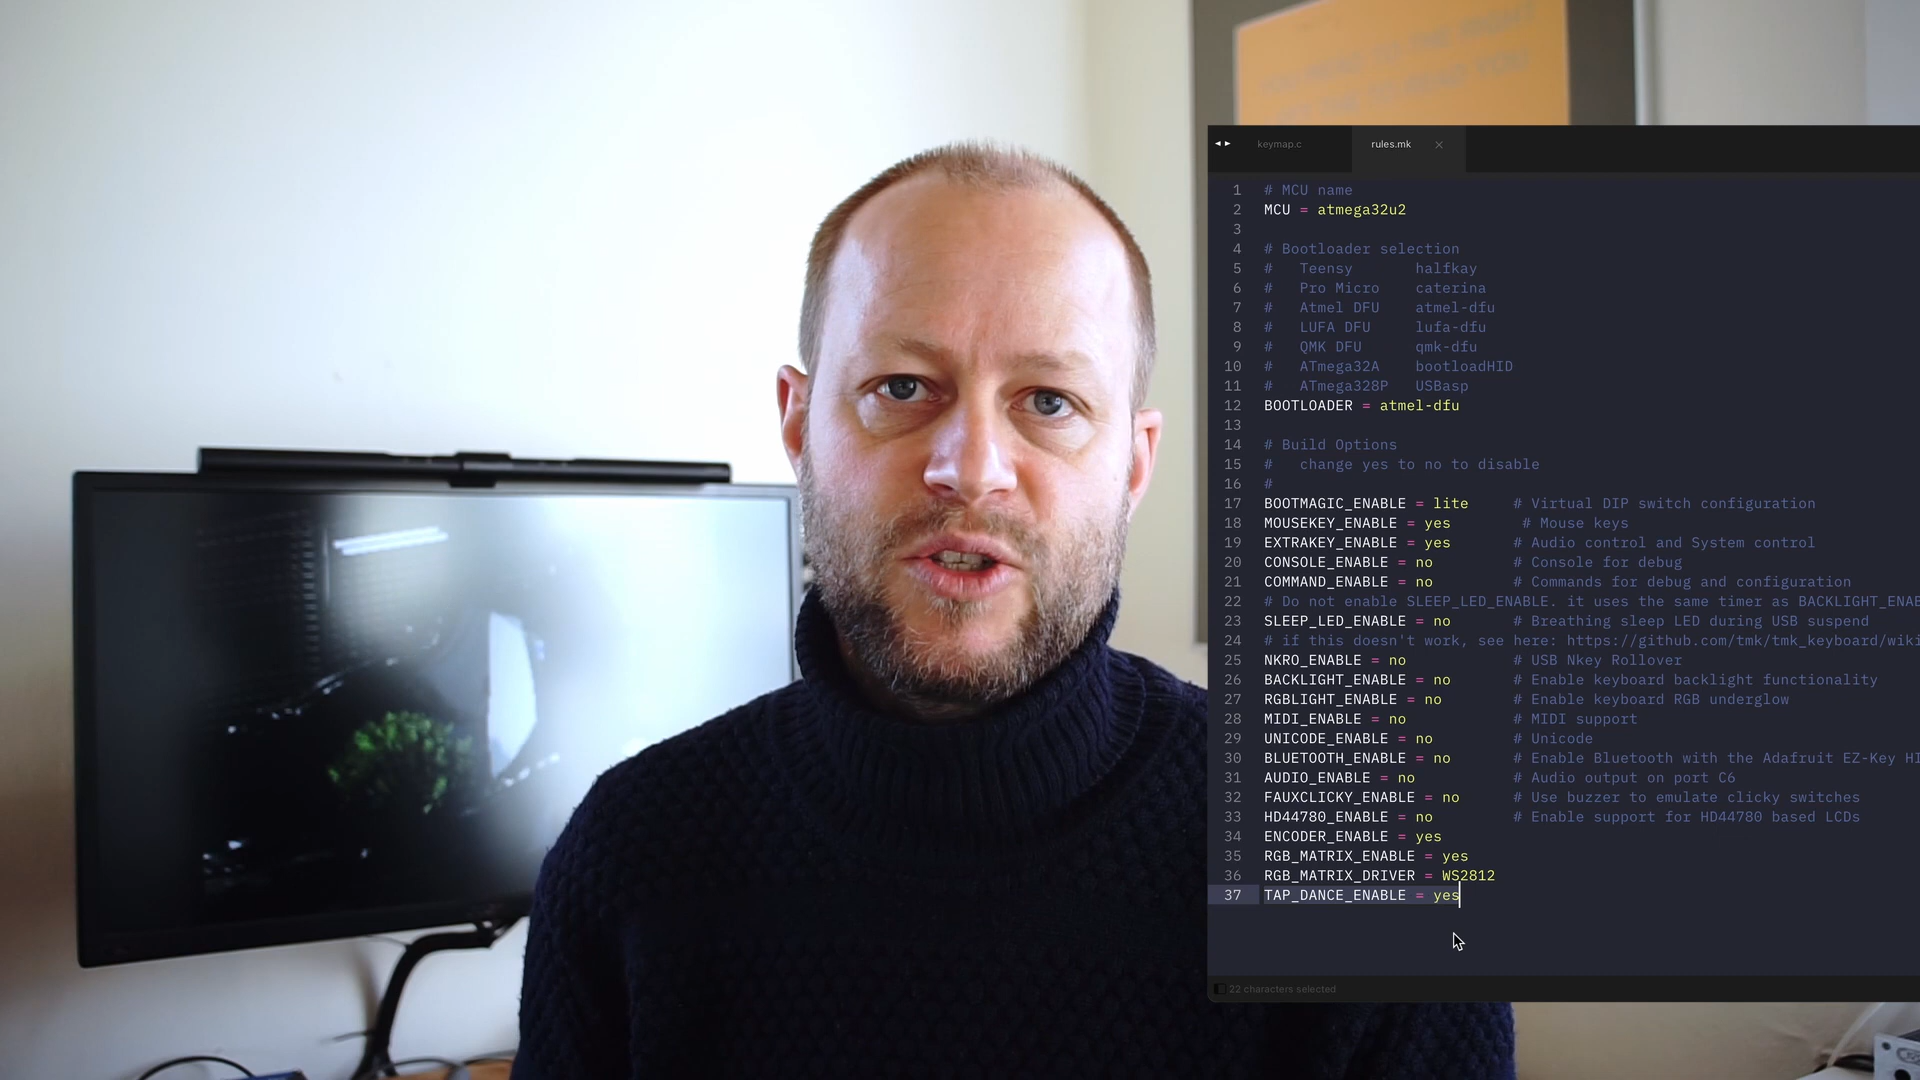 keymap.c
rules.mk
1 # MCU name
2 MCU = atmega32u2
3
4 # Bootloader selection
5 #   Teensy       halfkay
6 #   Pro Micro    caterina
7 #   Atmel DFU    atmel-dfu
8 #   LUFA DFU     lufa-dfu
9 #   QMK DFU      qmk-dfu
10 #   ATmega32A    bootloadHID
11 #   ATmega328P   USBasp
12 BOOTLOADER = atmel-dfu
13
14 # Build Options
15 #   change yes to no to disable
16 #
17 BOOTMAGIC_ENABLE = lite     # Virtual DIP switch configuration
18 MOUSEKEY_ENABLE = yes        # Mouse keys
19 EXTRAKEY_ENABLE = yes       # Audio control and System control
20 CONSOLE_ENABLE = no         # Console for debug
21 COMMAND_ENABLE = no         # Commands for debug and configuration
22 # Do not enable SLEEP_LED_ENABLE. it uses the same timer as BACKLIGHT_ENAB
23 SLEEP_LED_ENABLE = no       # Breathing sleep LED during USB suspend
24 # if this doesn't work, see here: https://github.com/tmk/tmk_keyboard/wiki
25 NKRO_ENABLE = no            # USB Nkey Rollover
26 BACKLIGHT_ENABLE = no       # Enable keyboard backlight functionality
27 RGBLIGHT_ENABLE = no        # Enable keyboard RGB underglow
28 MIDI_ENABLE = no            # MIDI support
29 UNICODE_ENABLE = no         # Unicode
30 BLUETOOTH_ENABLE = no       # Enable Bluetooth with the Adafruit EZ-Key HI
31 AUDIO_ENABLE = no           # Audio output on port C6
32 FAUXCLICKY_ENABLE = no      # Use buzzer to emulate clicky switches
33 HD44780_ENABLE = no         # Enable support for HD44780 based LCDs
34 ENCODER_ENABLE = yes
35 RGB_MATRIX_ENABLE = yes
36 RGB_MATRIX_DRIVER = WS2812
37 TAP_DANCE_ENABLE = yes
22 characters selected